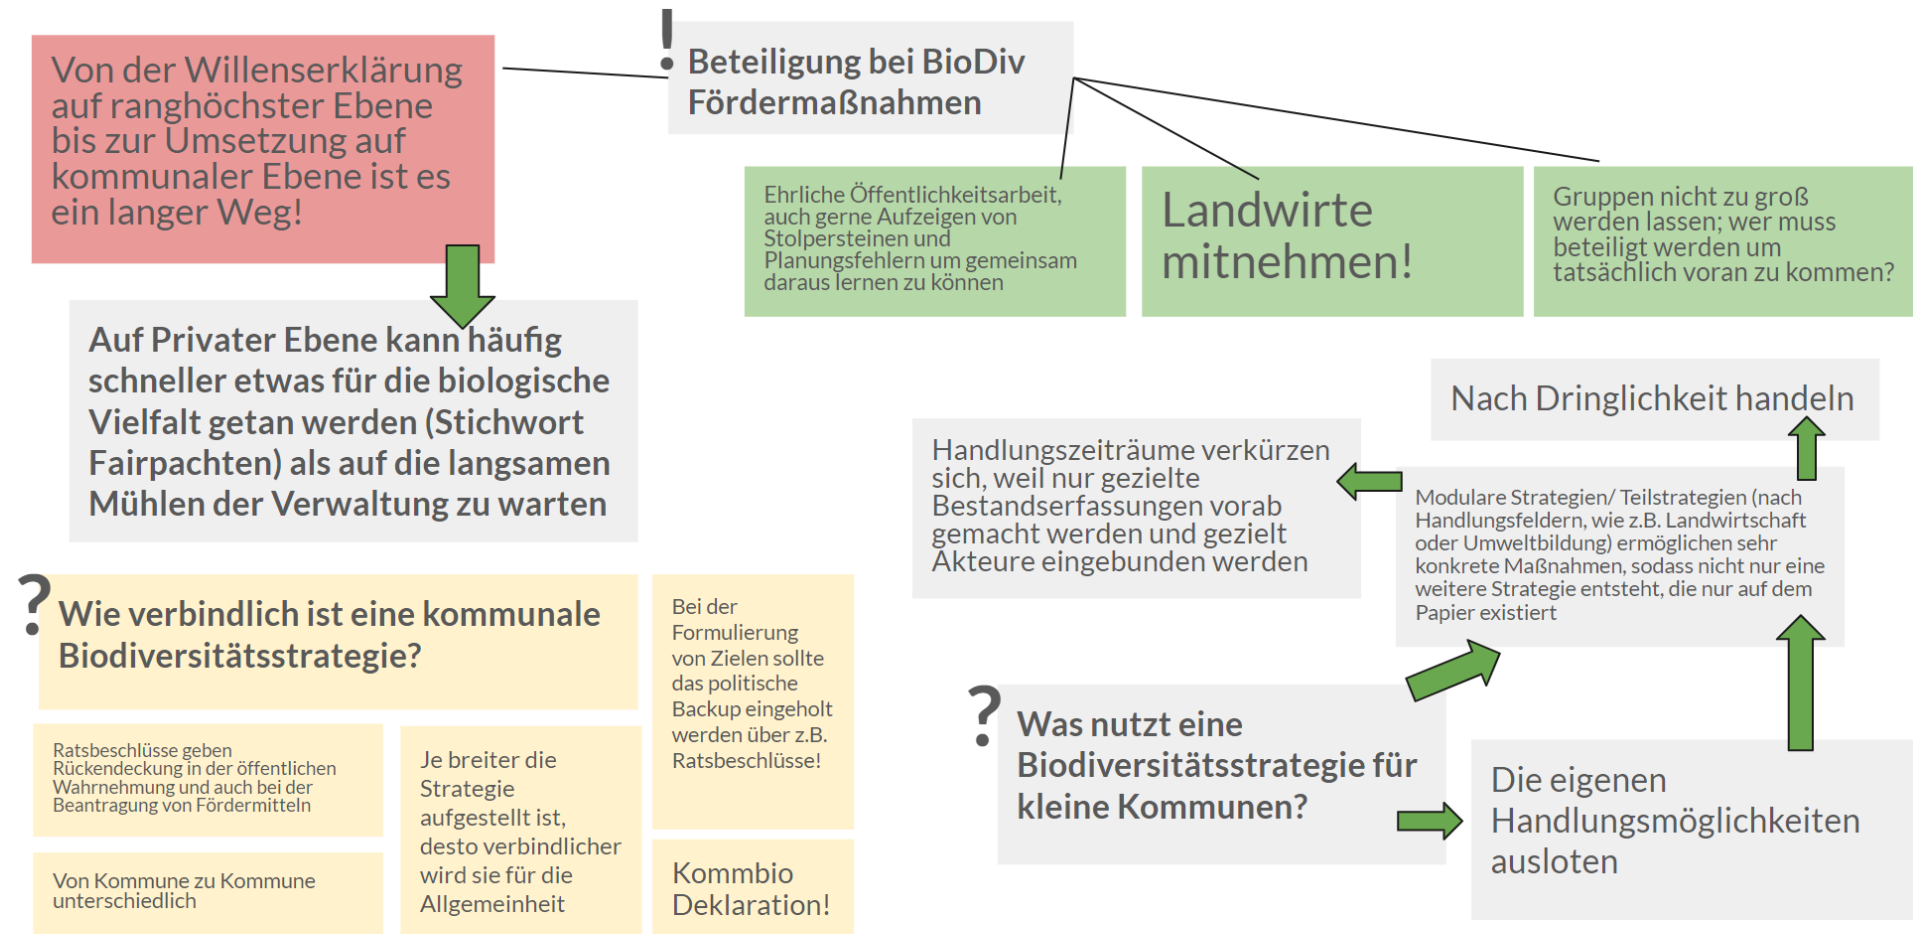 Von der Willenserklärung
auf ranghöchster Ebene
bis zur Umsetzung auf
kommunaler Ebene ist es
ein langer Weg!
!
Beteiligung bei BioDiv
Fördermaßnahmen
Ehrliche Öffentlichkeitsarbeit,
auch gerne Aufzeigen von
Stolpersteinen und
Planungsfehlern um gemeinsam
daraus lernen zu können
Landwirte
mitnehmen!
Gruppen nicht zu groß
werden lassen; wer muss
beteiligt werden um
tatsächlich voran zu kommen?
Auf Privater Ebene kann häufig
schneller etwas für die biologische
Vielfalt getan werden (Stichwort
Fairpachten) als auf die langsamen
Mühlen der Verwaltung zu warten
Nach Dringlichkeit handeln
Handlungszeiträume verkürzen
sich, weil nur gezielte
Bestandserfassungen vorab
gemacht werden und gezielt
Akteure eingebunden werden
Modulare Strategien/ Teilstrategien (nach
Handlungsfeldern, wie z.B. Landwirtschaft
oder Umweltbildung) ermöglichen sehr
konkrete Maßnahmen, sodass nicht nur eine
weitere Strategie entsteht, die nur auf dem
Papier existiert
?
Wie verbindlich ist eine kommunale
Biodiversitätsstrategie?
Bei der
Formulierung
von Zielen sollte
das politische
Backup eingeholt
werden über z.B.
Ratsbeschlüsse!
Ratsbeschlüsse geben
Rückendeckung in der öffentlichen
Wahrnehmung und auch bei der
Beantragung von Fördermitteln
Je breiter die
Strategie
aufgestellt ist,
desto verbindlicher
wird sie für die
Allgemeinheit
Von Kommune zu Kommune
unterschiedlich
Kommbio
Deklaration!
?
Was nutzt eine
Biodiversitätsstrategie für
kleine Kommunen?
Die eigenen
Handlungsmöglichkeiten
ausloten